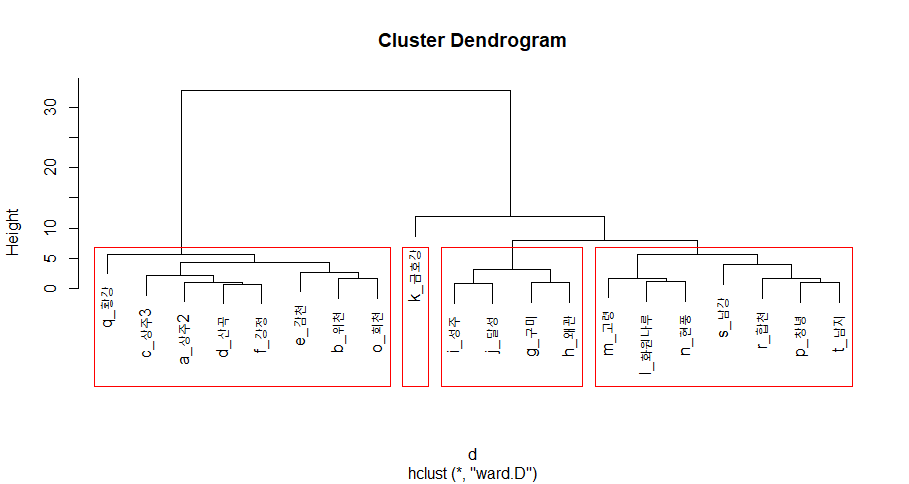 Cluster Dendrogram
Height
0
5
10
20
30
q_황강
c_상주3
a_상주2
d_산곡
f_강정
e_감천
b_위천
o_회천
k_금호강
i_성주
j_달성
g_구미
h_왜관
m_고령
l_화원나루
n_현풍
s_남강
r_합천
p_창녕
t_남지
d
hclust (*, "ward.D")